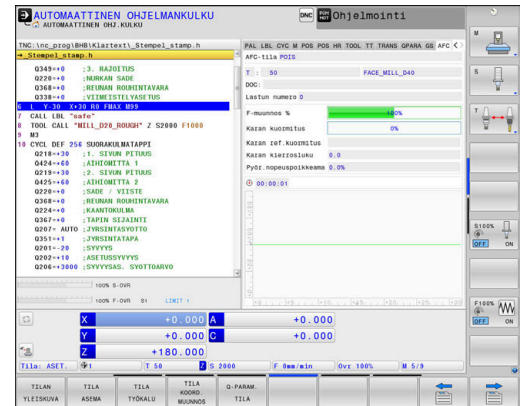 AUTOMAATTINEN OHJELMANKULKU
AUTOMAATTINEN OHJ.KULKU
DNC
Ohjelmointi
TNC:\nc_prog\BHB\Klartext\_Stempel_stamp.h
→_Stempel_stamp.h
Q349=+0 ;3. RAJOITUS
Q220=+0 ;NURKAN SADE
Q368=+0 ;REUNAN ROUHINTAVARA
Q338=+0 ;VIIMEISTELYASETUS
6 L Y-30 X+30 R0 FMAX M99
7 CALL LBL "safe"
8 TOOL CALL "MILL_D20_ROUGH" Z S2000 F1000
9 M3
10 CYCL DEF 256 SUORAKULMATAPPI
Q218=+30 ;1. SIVUN PITUUS
Q424=+60 ;AIHIOMITTA 1
Q219=+30 ;2. SIVUN PITUUS
Q425=+60 ;AIHIOMITTA 2
Q220=+0 ;SADE / VIISTE
Q368=+0 ;REUNAN ROUHINTAVARA
Q224=+0 ;KAANTOKULMA
Q367=+0 ;TAPIN SIJAINTI
Q207= AUTO ;JYRSINTASYOTTO
Q351=+1 ;JYRSINTATAPA
Q201=-20 ;SYVYYS
Q202=+10 ;ASETUSSYVYYS
Q206=+3000 ;SYVYYSAS. SYOTTOARVO
100% S-OVR
100% F-OVR S1 LIMIT 1
PAL LBL CYC M POS POS HR TOOL TT TRANS QPARA GS AFC
AFC-tila POIS
T : 50 FACE_MILL_D40
DOC:
Lastun numero 0
F-muunnos % 100%
Karan kuormitus 0%
Karan ref.kuormitus
Karan kierrosluku 0.0
Pyör.nopeuspoikkeama 0.0%
00:00:01
X +0.000 A +0.000
Y +0.000 C +0.000
Z +180.000
Tila: ASET. 1 T 50 Z S 2000 F 0mm/min Ovr 100% M 5/9
TILAN YLEISKUVA
TILA ASEMA
TILA TYÖKALU
TILA KOORD. MUUNNOS
Q-PARAM. TILA
M
S
T
S100%
OFF ON
F100%
OFF ON